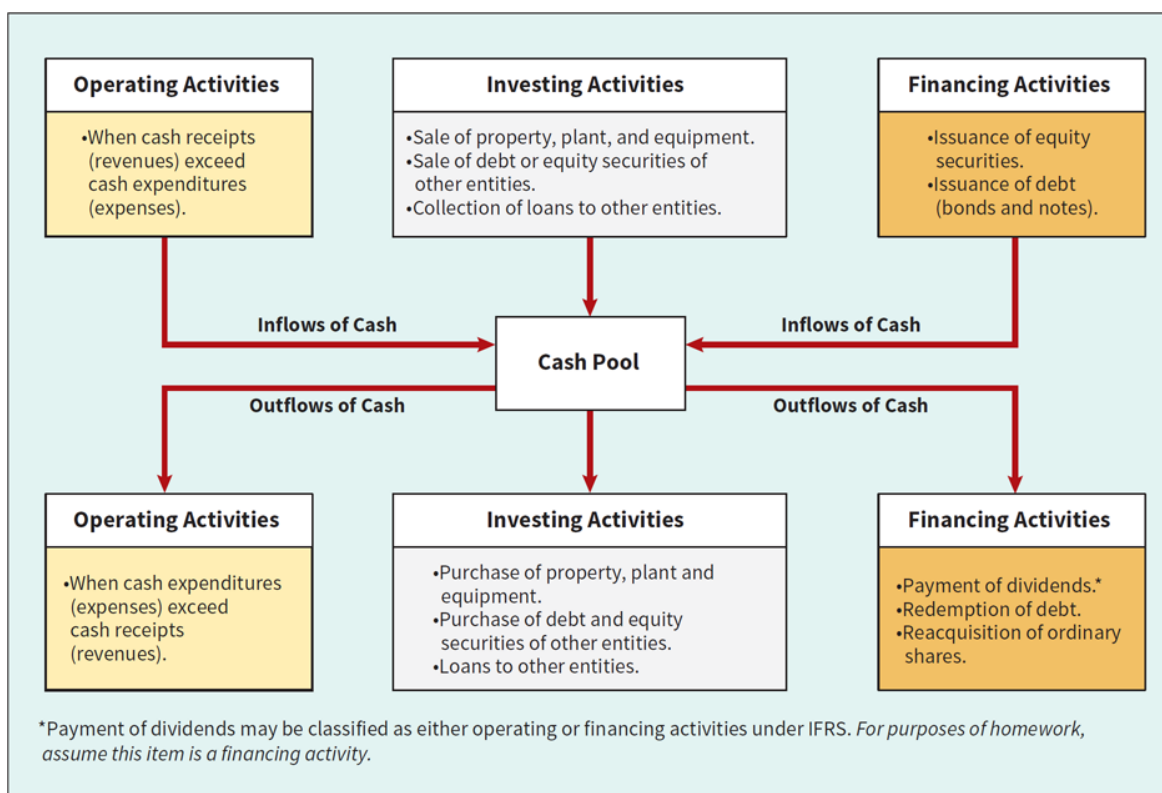 Operating Activities
•When cash receipts
(revenues) exceed
cash expenditures
(expenses).
Investing Activities
•Sale of property, plant, and equipment.
•Sale of debt or equity securities of
other entities.
•Collection of loans to other entities.
Financing Activities
•Issuance of equity
securities.
•Issuance of debt
(bonds and notes).
Inflows of Cash
Inflows of Cash
Cash Pool
Outflows of Cash
Outflows of Cash
Operating Activities
•When cash expenditures
(expenses) exceed
cash receipts
(revenues).
Investing Activities
•Purchase of property, plant and
equipment.
•Purchase of debt and equity
securities of other entities.
•Loans to other entities.
Financing Activities
•Payment of dividends.*
•Redemption of debt.
•Reacquisition of ordinary
shares.
*Payment of dividends may be classified as either operating or financing activities under IFRS. For purposes of homework,
assume this item is a financing activity.